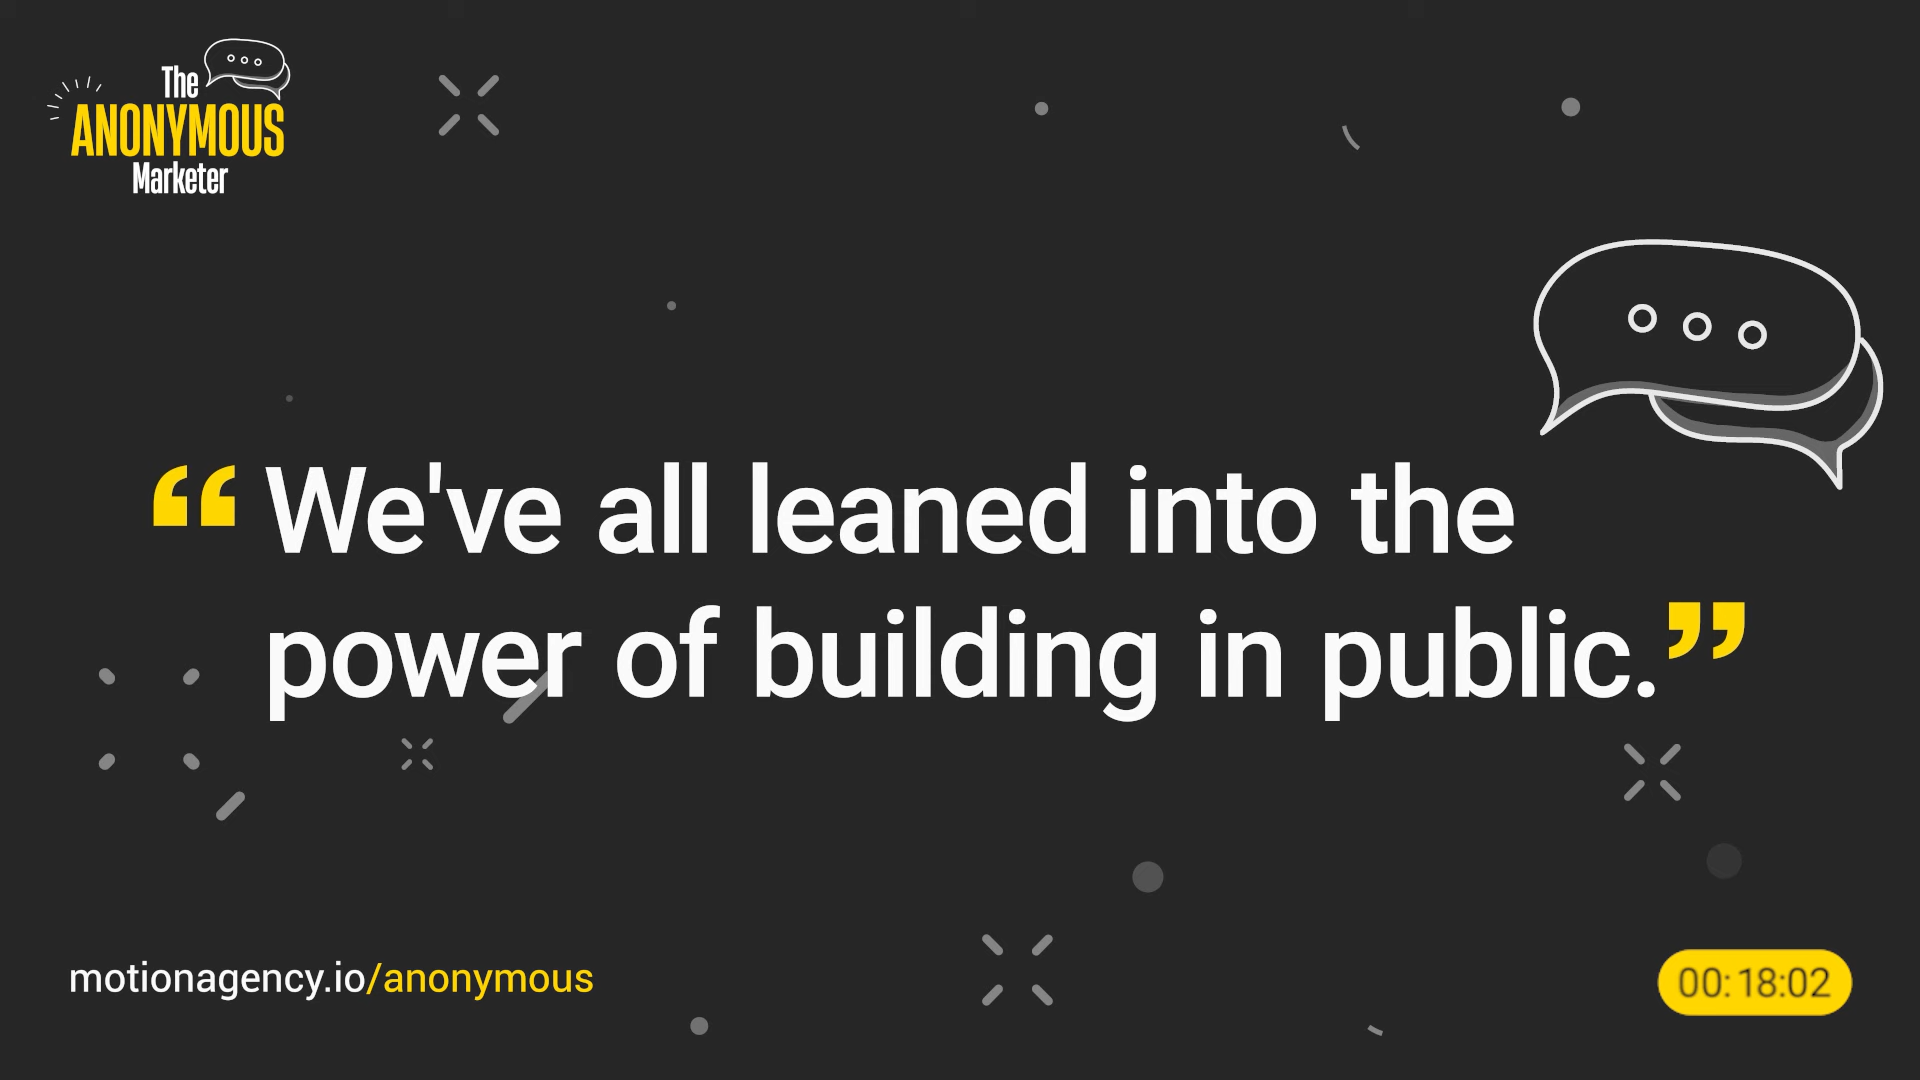 The
ANONYMOUS
Marketer
“We've all leaned into the
power of building in public.”
motionagency.io/anonymous
00:18:02